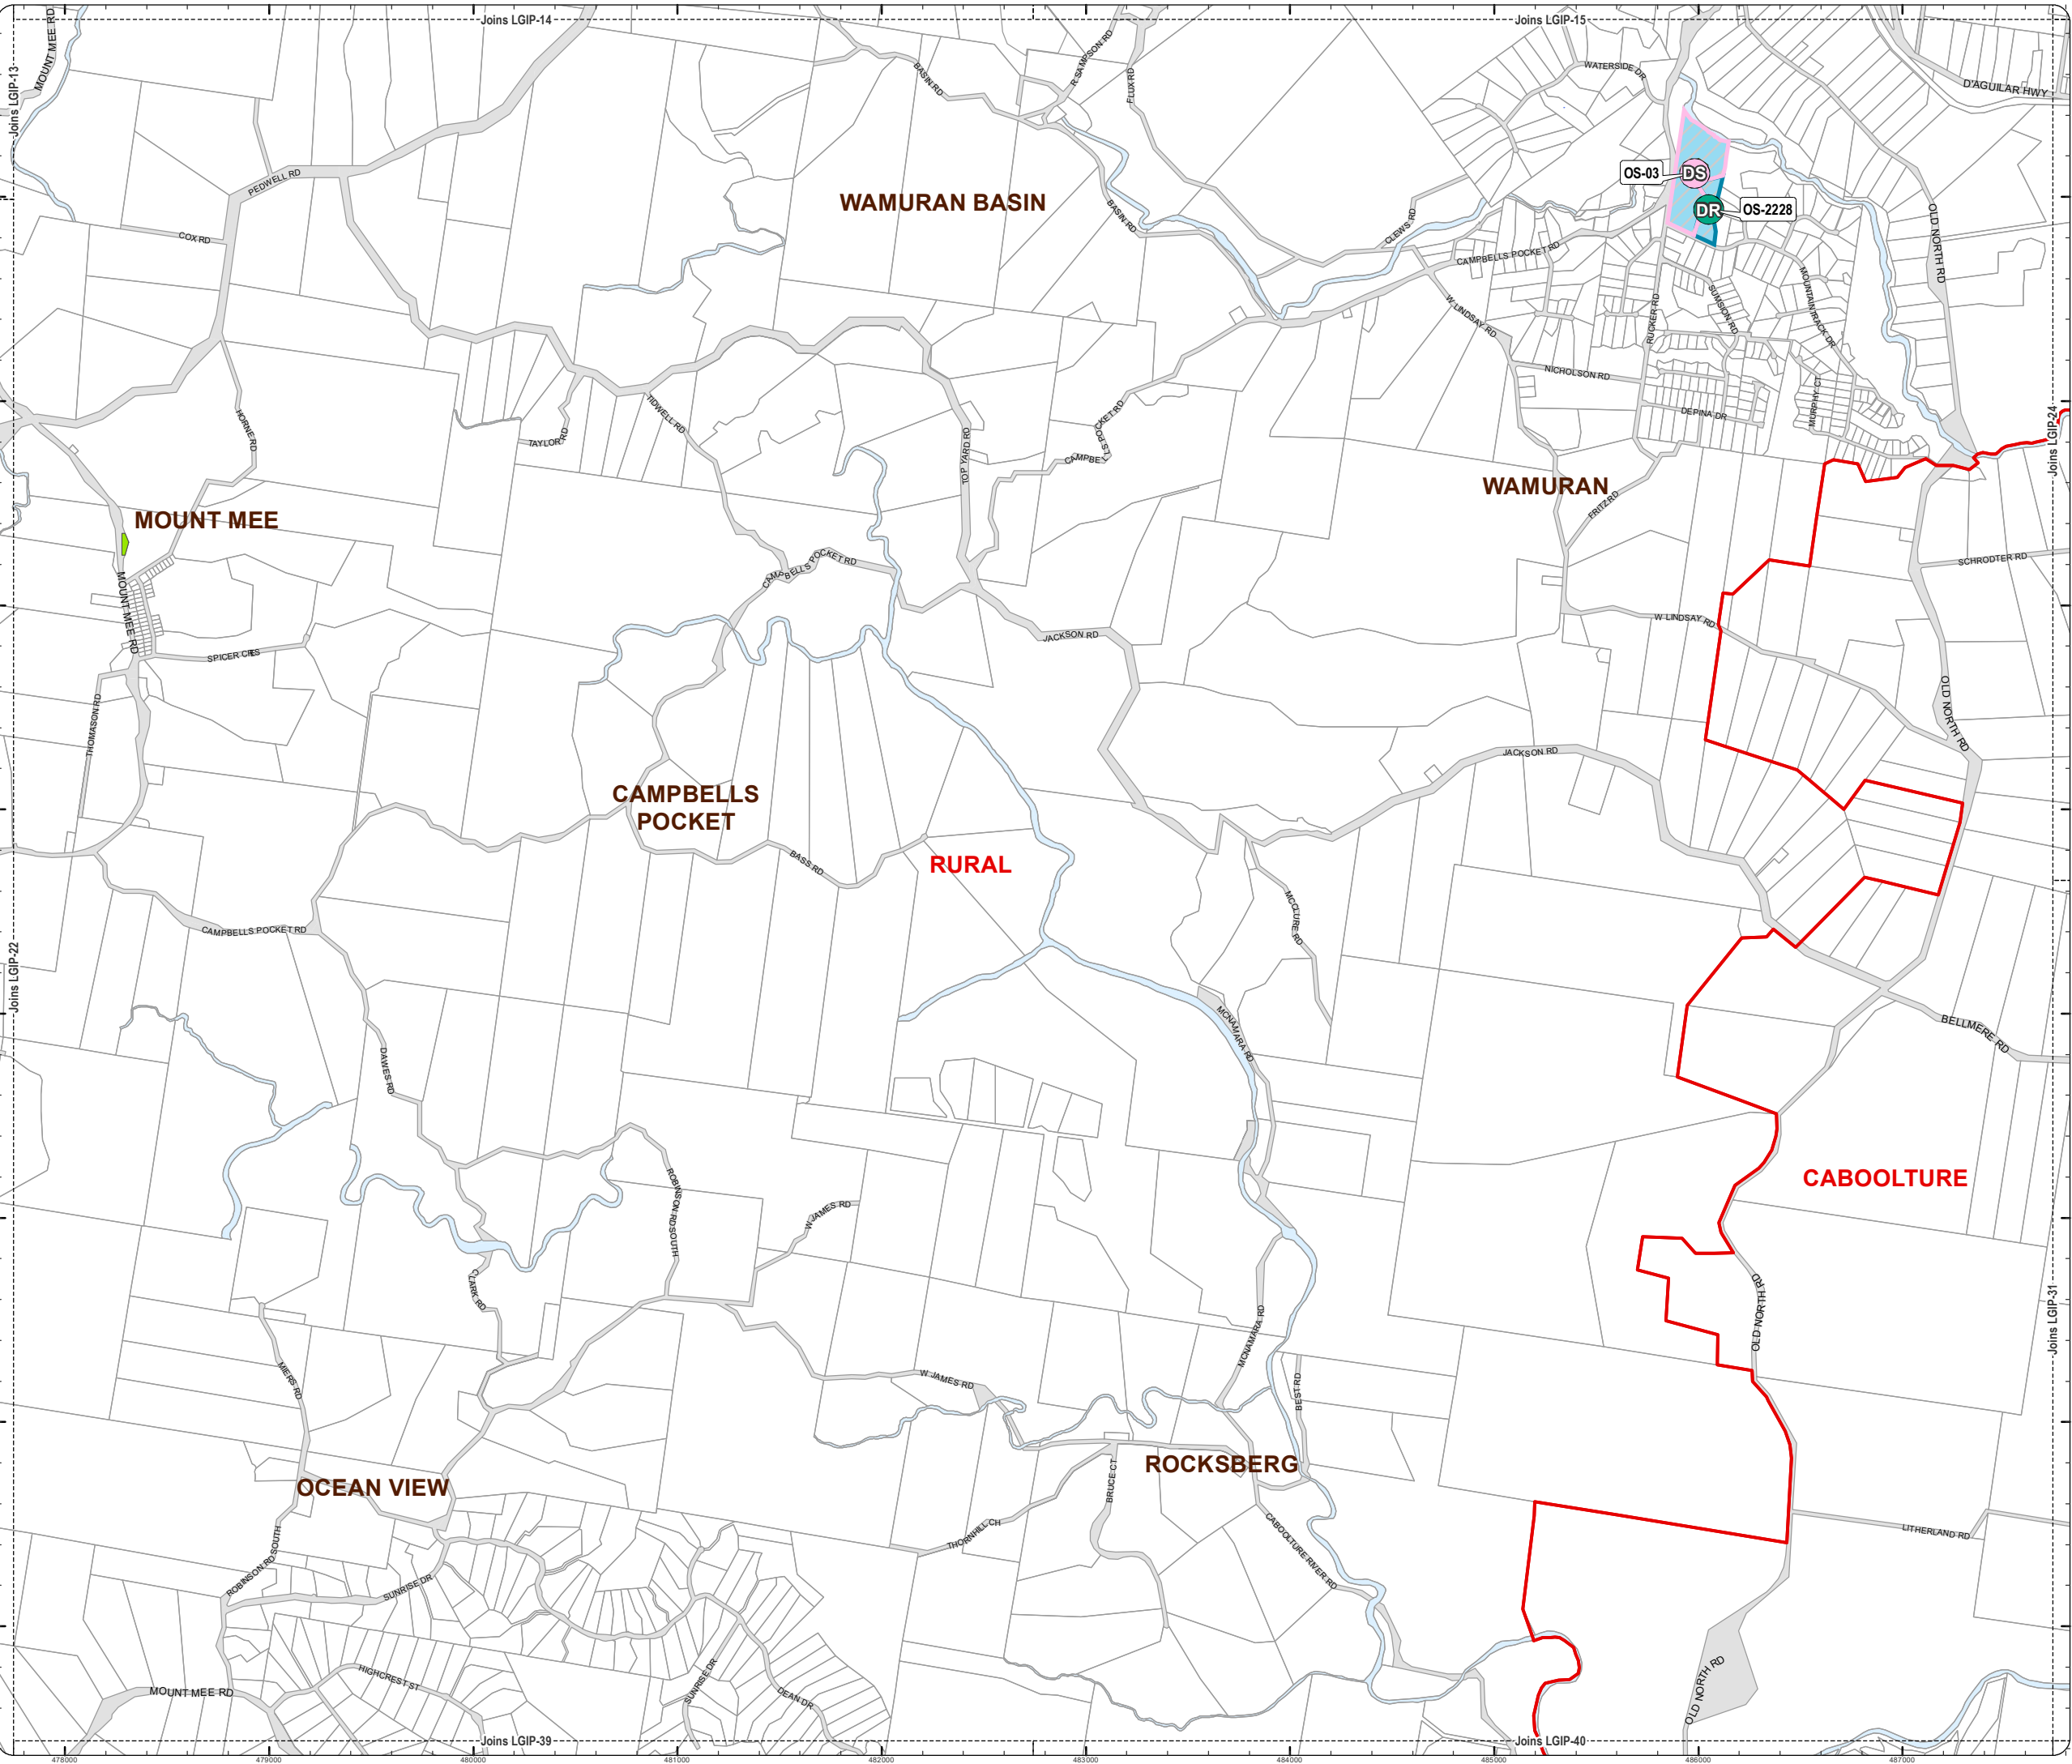 Joins LGIP-14
Joins LGIP-15
Joins LGIP-13
MOUNT MEE RD
BASIN RD
R SAMPSON RD
FLUX RD
WATERSIDE DR
D'AGUILAR HWY
PEDWELL RD
COX RD
WAMURAN BASIN
BASIN RD
CLEWS RD
CAMPBELLS POCKET RD
OS-03
DS
DR
OS-2228
OLD NORTH RD
W LINDSAY RD
RUCKER RD
SUMSION RD
MOUNTAIN TRACK DR
NICHOLSON RD
MURPHY CT
DEPINA DR
HORNE RD
TAYLOR RD
TIDWELL RD
TOP YARD RD
CAMPBELLS POCKET RD
WAMURAN
FRITZ RD
Joins LGIP-24
MOUNT MEE
MOUNT MEE RD
CAMPBELLS POCKET RD
SCHRODTER RD
W LINDSAY RD
JACKSON RD
SPICER CRES
THOMASON RD
OLD NORTH RD
JACKSON RD
CAMPBELLS
POCKET
BASS RD
RURAL
MCCLURE RD
CAMPBELLS POCKET RD
Joins LGIP-22
MCNAMARA RD
BELLMERE RD
DAWES RD
CABOOLTURE
ROBINSON RD SOUTH
W JAMES RD
CLARK RD
OLD NORTH RD
Joins LGIP-31
MCNAMARA RD
MIERS RD
W JAMES RD
BEST RD
OCEAN VIEW
ROCKSBERG
BRUCE CT
THORNHILL CH
CABOOLTURE RIVER RD
LITHERLAND RD
ROBINSON RD SOUTH
SUNRISE DR
HIGHCREST ST
MOUNT MEE RD
SUNRISE DR
DEAN DR
OLD NORTH RD
Joins LGIP-39
Joins LGIP-40
478000
479000
480000
481000
482000
483000
484000
485000
486000
487000